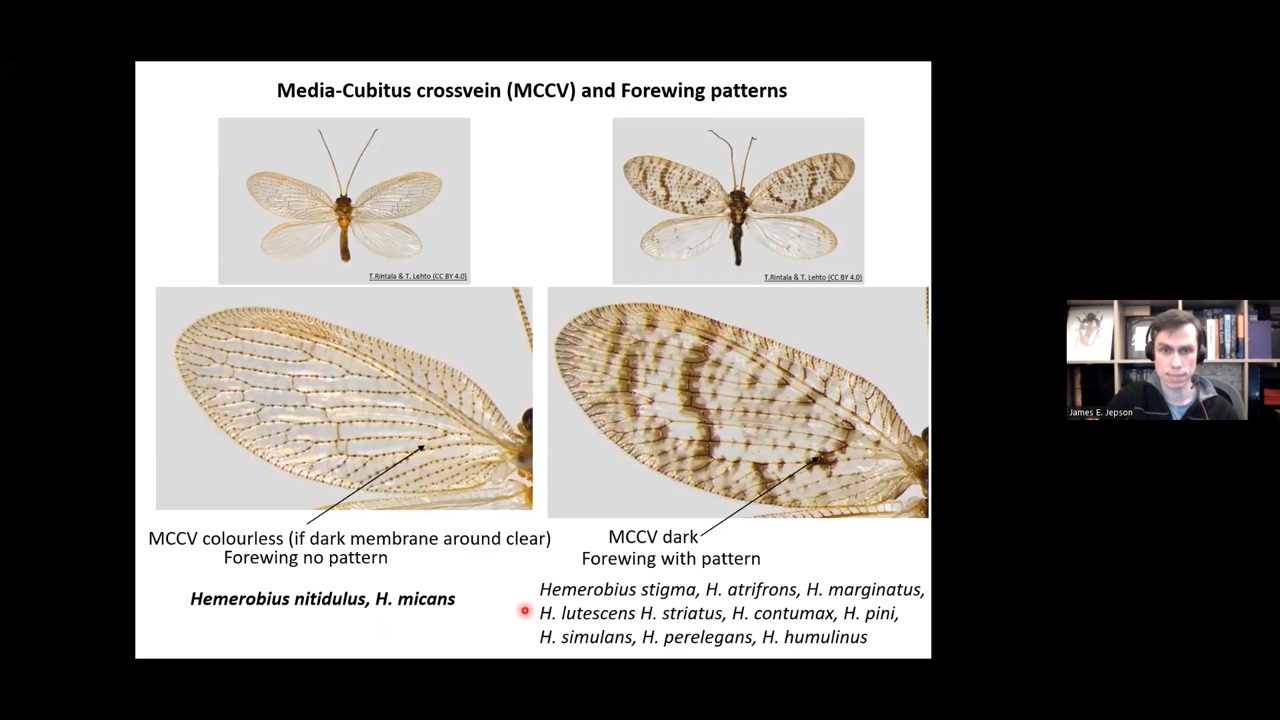 Media-Cubitus crossvein (MCCV) and Forewing patterns
T.Rintala & T. Lehto (CC BY 4.0)
T.Rintala & T. Lehto (CC BY 4.0)
MCCV colourless (if dark membrane around clear)
Forewing no pattern
Hemerobius nitidulus, H. micans
MCCV dark
Forewing with pattern
Hemerobius stigma, H. atrifrons, H. marginatus,
H. lutescens H. striatus, H. contumax, H. pini,
H. simulans, H. perelegans, H. humulinus
James E. Jepson